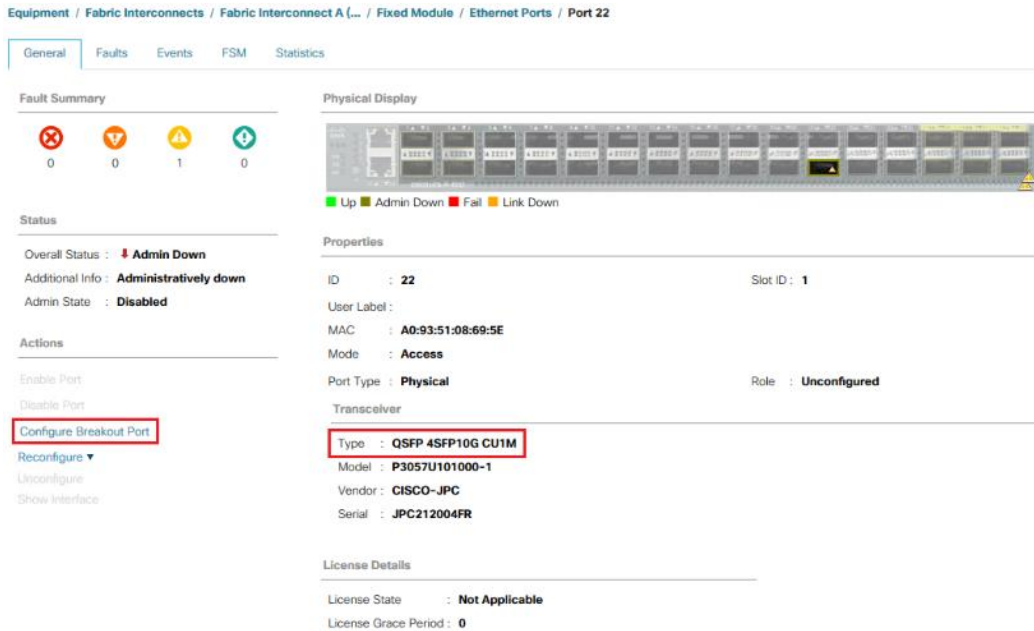 Equipment / Fabric Interconnects / Fabric Interconnect A (... / Fixed Module / Ethernet Ports / Port 22
General Faults Events FSM Statistics
Fault Summary
0 0 1 0
Status
Overall Status : Admin Down
Additional Info : Administratively down
Admin State : Disabled
Actions
Enable Port
Disable Port
Configure Breakout Port
Reconfigure
Unconfigure
Show Interface
Physical Display
Up Admin Down Fail Link Down
Properties
ID : 22 Slot ID : 1
User Label :
MAC : A0:93:51:08:69:5E
Mode : Access
Port Type : Physical Role : Unconfigured
Transceiver
Type : QSFP 4SFP10G CU1M
Model : P3057U101000-1
Vendor : CISCO-JPC
Serial : JPC212004FR
License Details
License State : Not Applicable
License Grace Period : 0